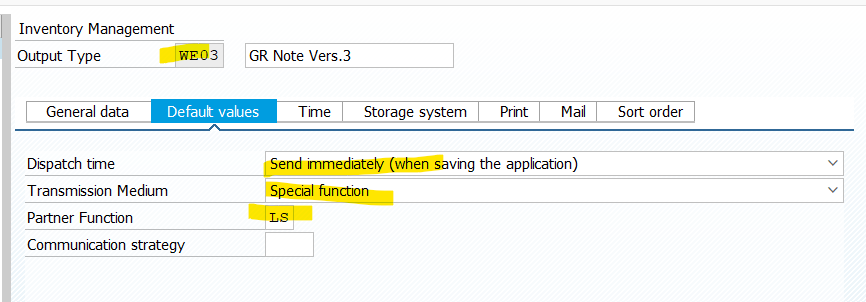 Inventory Management
Output Type WE03 GR Note Vers.3
General data Default values Time Storage system Print Mail Sort order
Dispatch time Send immediately (when saving the application)
Transmission Medium Special function
Partner Function LS
Communication strategy